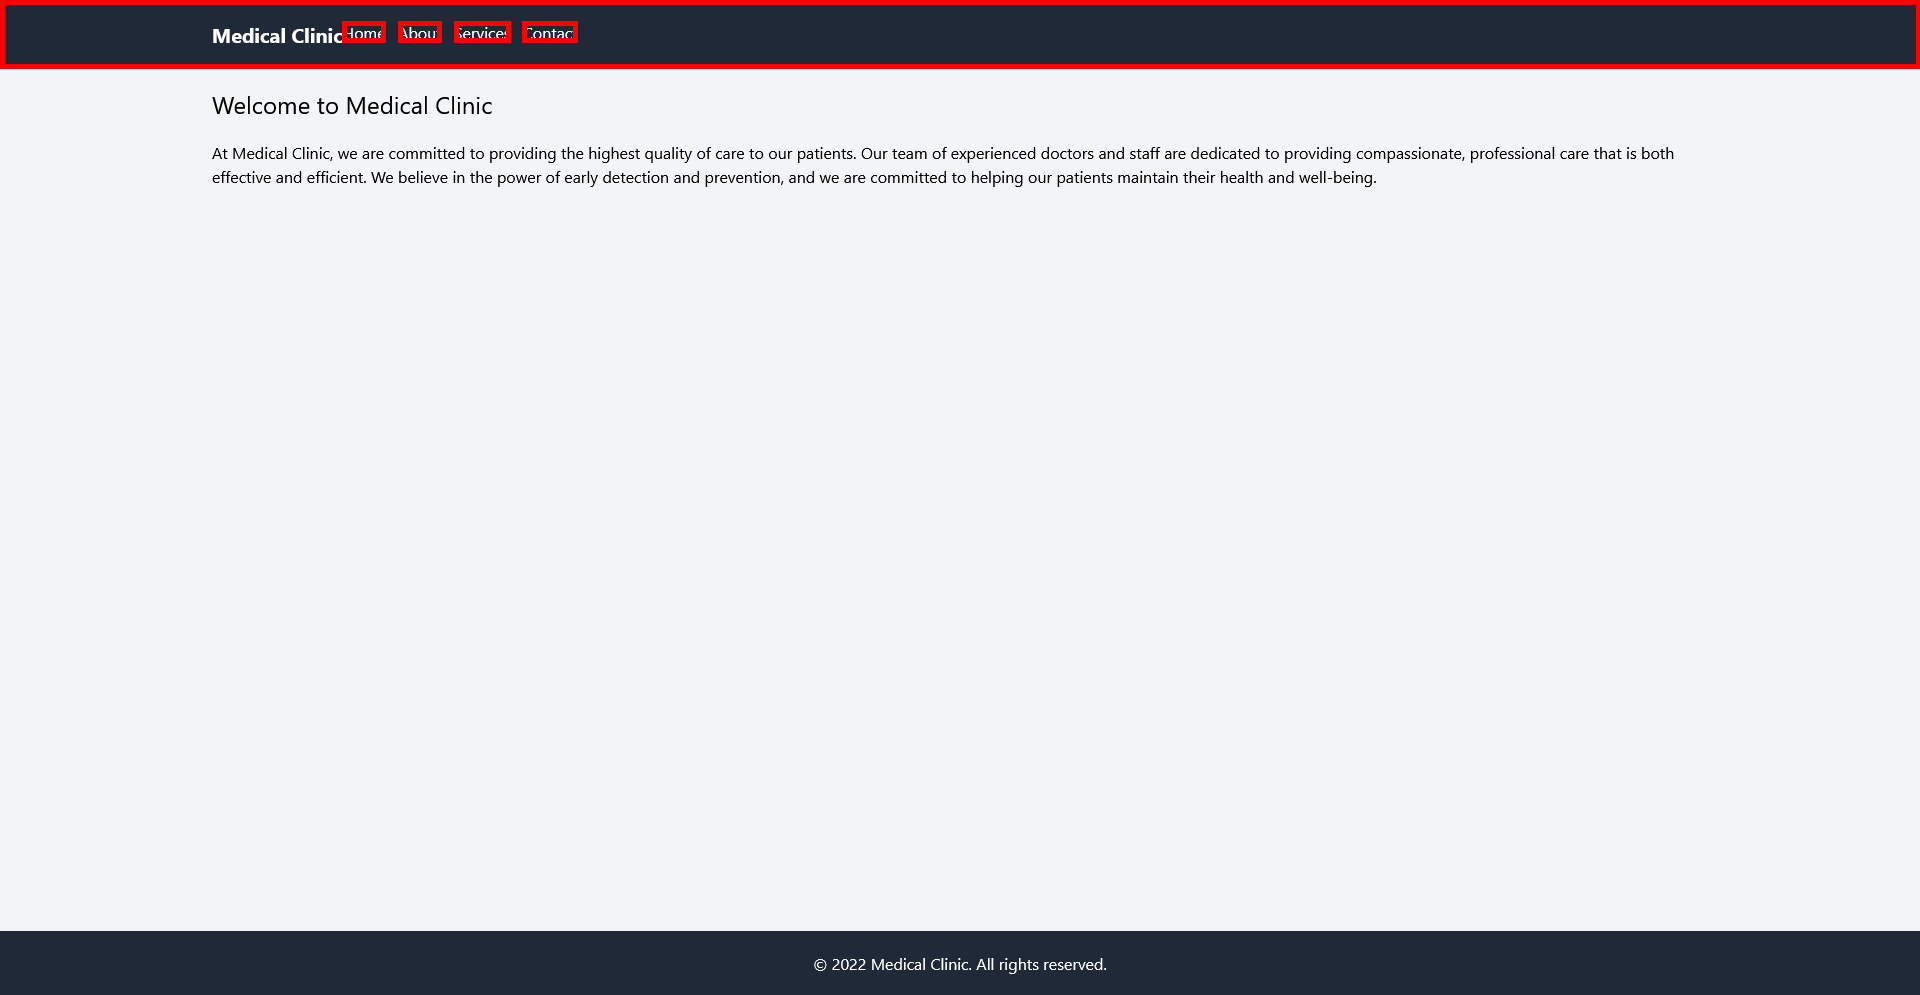 Medical Clinic Home About Services Contact
Welcome to Medical Clinic
At Medical Clinic, we are committed to providing the highest quality of care to our patients. Our team of experienced doctors and staff are dedicated to providing compassionate, professional care that is both
effective and efficient. We believe in the power of early detection and prevention, and we are committed to helping our patients maintain their health and well-being.
© 2022 Medical Clinic. All rights reserved.